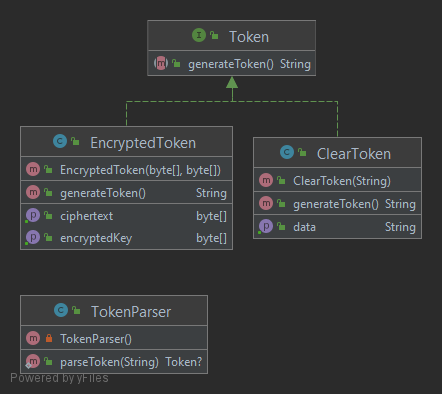 Token
generateToken() String
EncryptedToken
EncryptedToken(byte[], byte[])
generateToken() String
ciphertext byte[]
encryptedKey byte[]
ClearToken
ClearToken(String)
generateToken() String
data String
TokenParser
TokenParser()
parseToken(String) Token?
Powered by yFiles